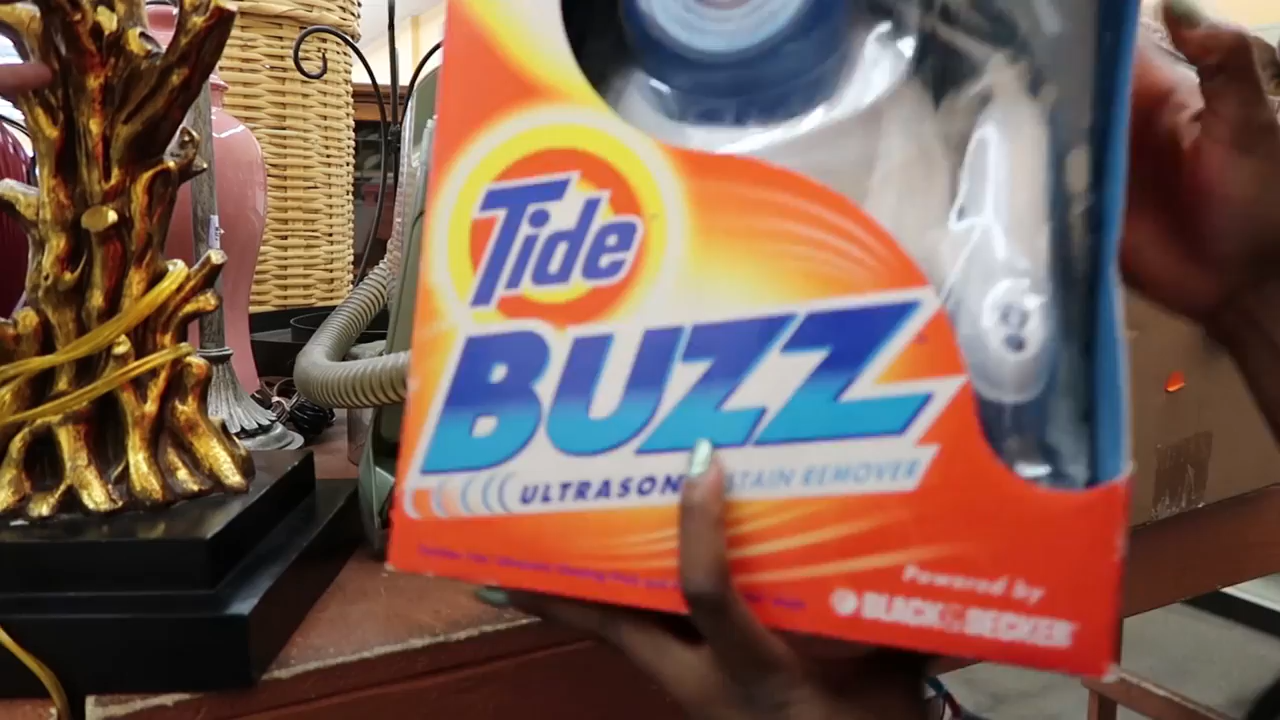 Tide
BUZZ
ULTRASON STAIN REMOVER
Powered by
BLACK & DECKER